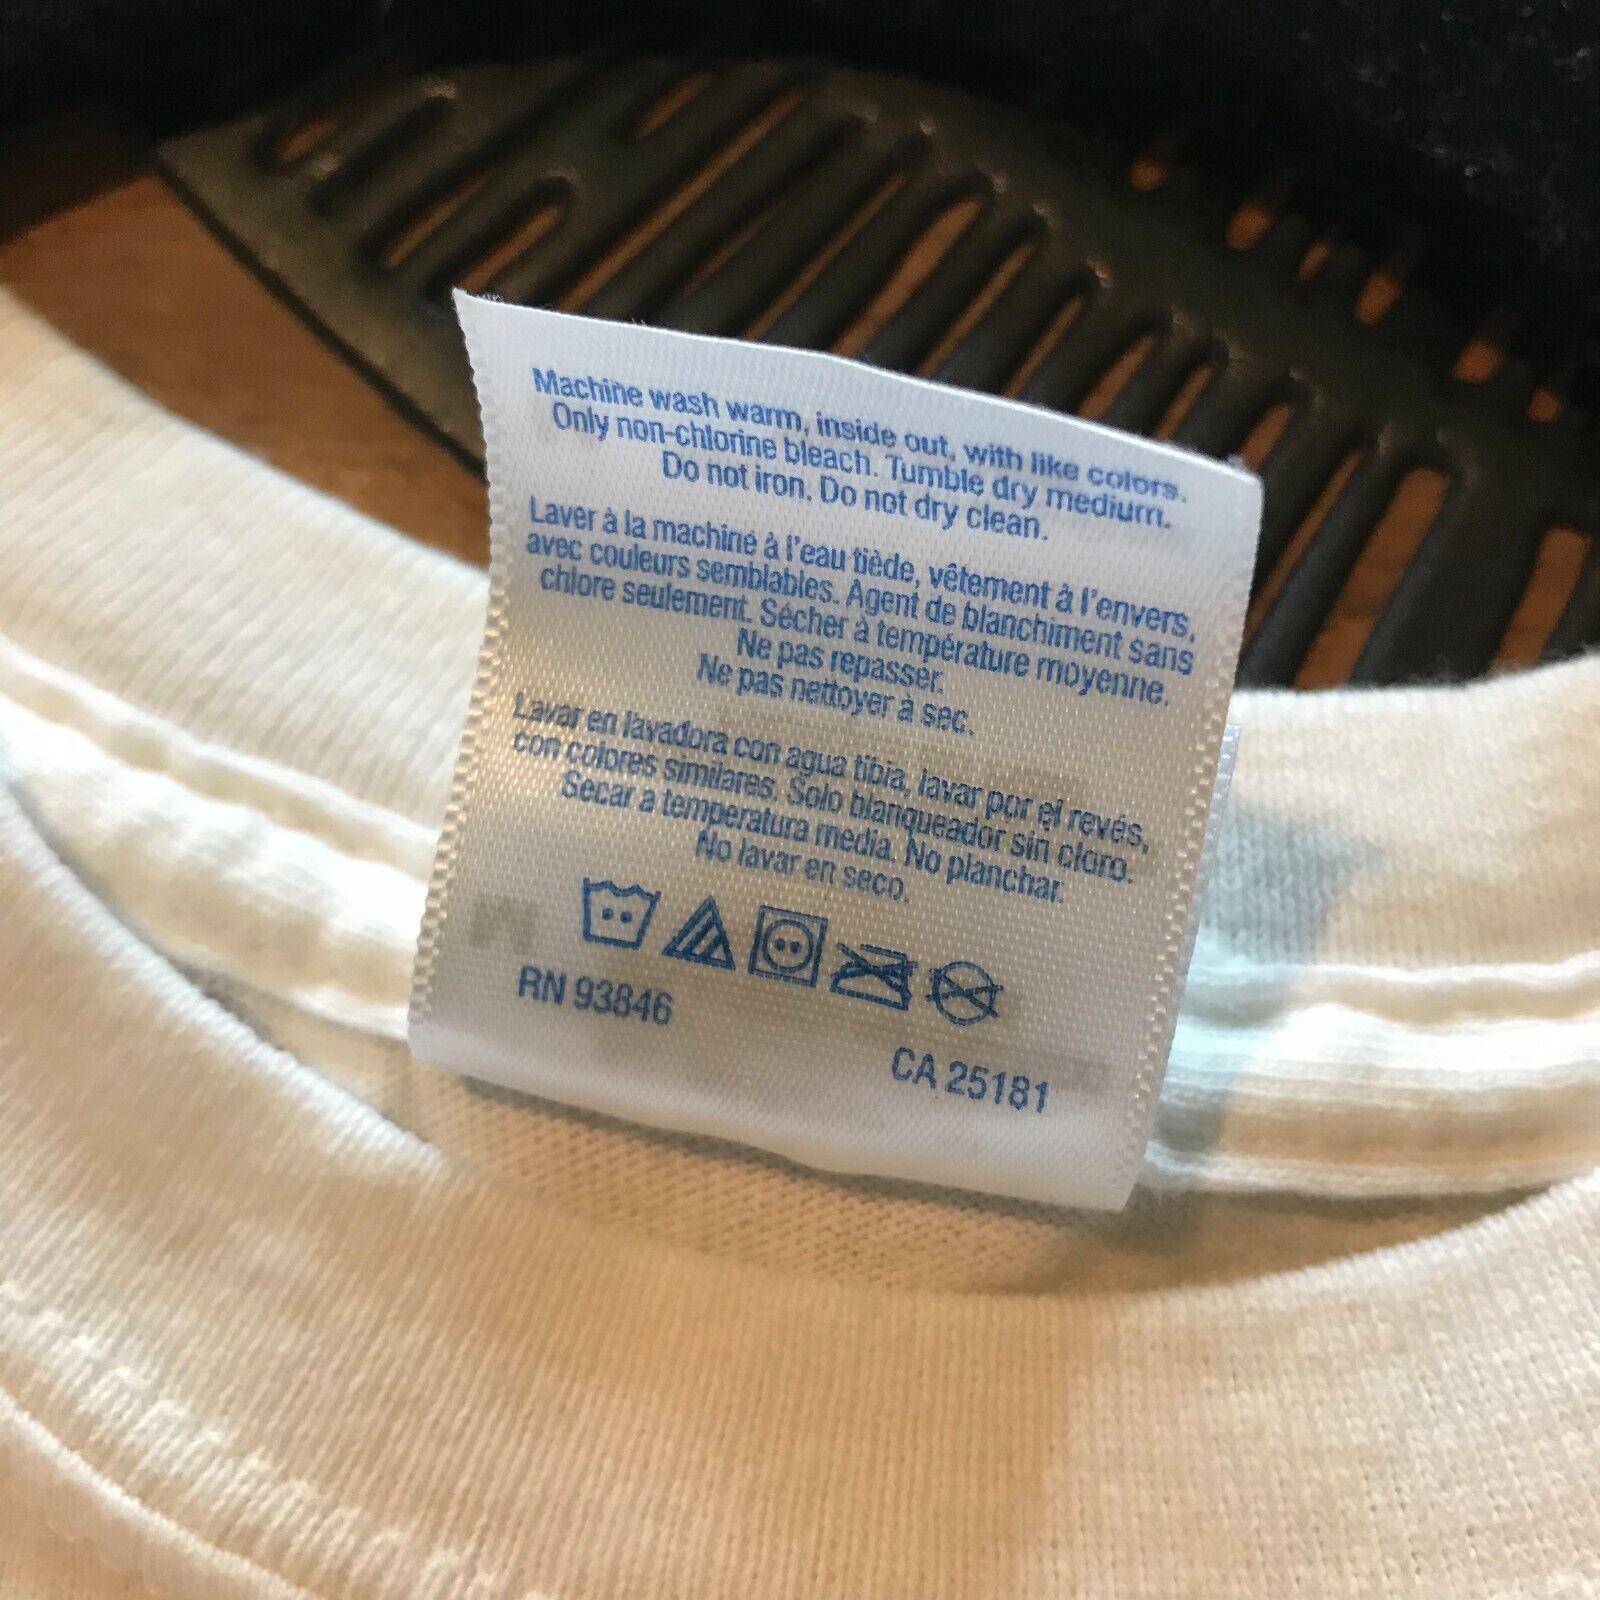 Machine wash warm, inside out, with like colors.
Only non-chlorine bleach. Tumble dry medium.
Do not iron. Do not dry clean.
Laver à la machine à l'eau tiède, vêtement à l'envers,
avec couleurs semblables. Agent de blanchiment sans
chlore seulement. Sécher à température moyenne.
Ne pas repasser.
Ne pas nettoyer à sec.
Lavar en lavadora con agua tibia, lavar por el revés,
con colores similares. Solo blanqueador sin cloro.
Secar a temperatura media. No planchar.
No lavar en seco.
RN 93846
CA 25181